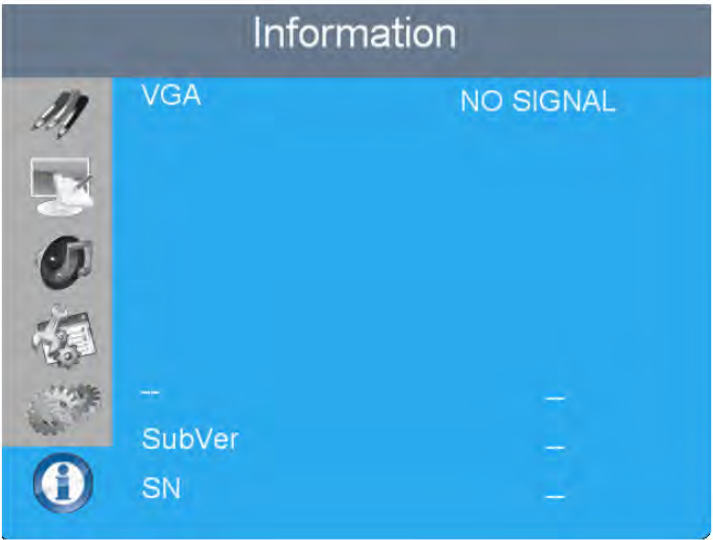 Information
VGA NO SIGNAL
-- _
SubVer _
SN _